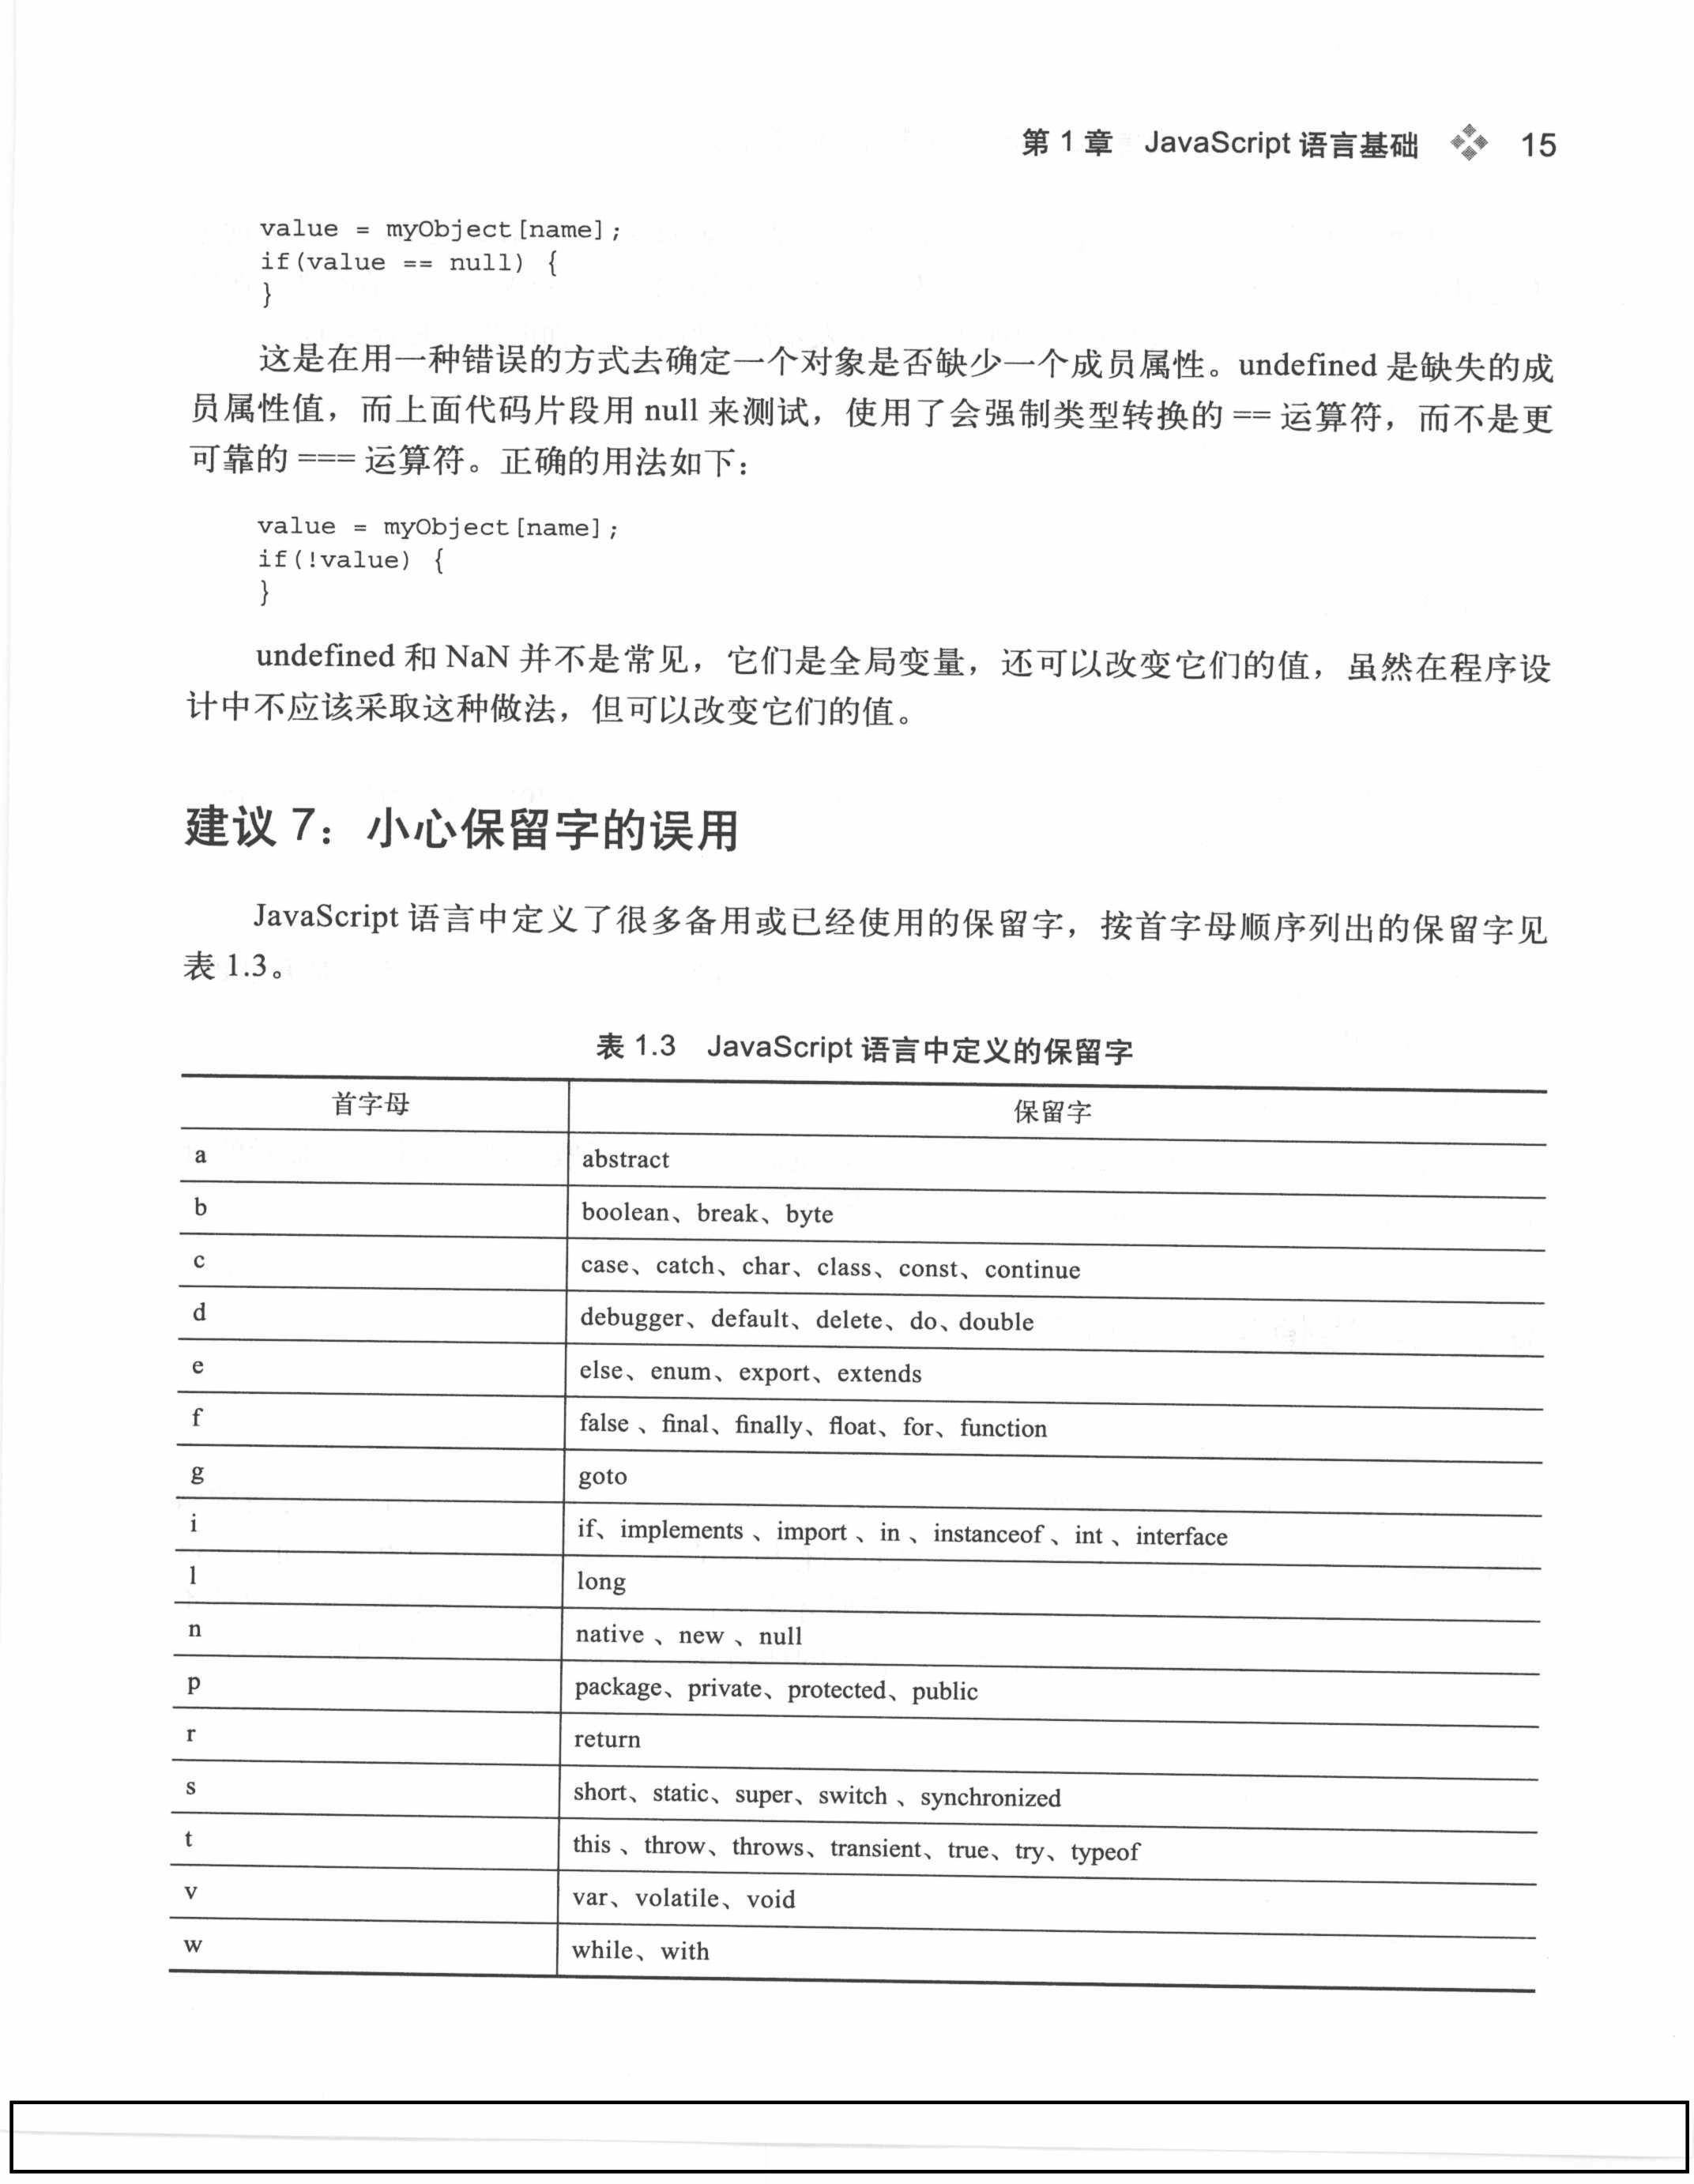 第 1 章 JavaScript 语言基础 15
value = myObject[name];
if(value == null) {
}
这是在用一种错误的方式去确定一个对象是否缺少一个成员属性。undefined 是缺失的成
员属性值，而上面代码片段用 null 来测试，使用了会强制类型转换的 == 运算符，而不是更
可靠的 === 运算符。正确的用法如下：
value = myObject[name];
if(!value) {
}
undefined 和 NaN 并不是常见，它们是全局变量，还可以改变它们的值，虽然在程序设
计中不应该采取这种做法，但可以改变它们的值。
建议 7：小心保留字的误用
JavaScript 语言中定义了很多备用或已经使用的保留字，按首字母顺序列出的保留字见
表 1.3。
表 1.3 JavaScript 语言中定义的保留字
首字母 保留字
a abstract
b boolean、break、byte
c case、catch、char、class、const、continue
d debugger、default、delete、do、double
e else、enum、export、extends
f false 、final、finally、float、for、function
g goto
i if、implements 、import 、in 、instanceof 、int 、interface
l long
n native 、new 、null
p package、private、protected、public
r return
s short、static、super、switch 、synchronized
t this 、throw、throws、transient、true、try、typeof
v var、volatile、void
w while、with